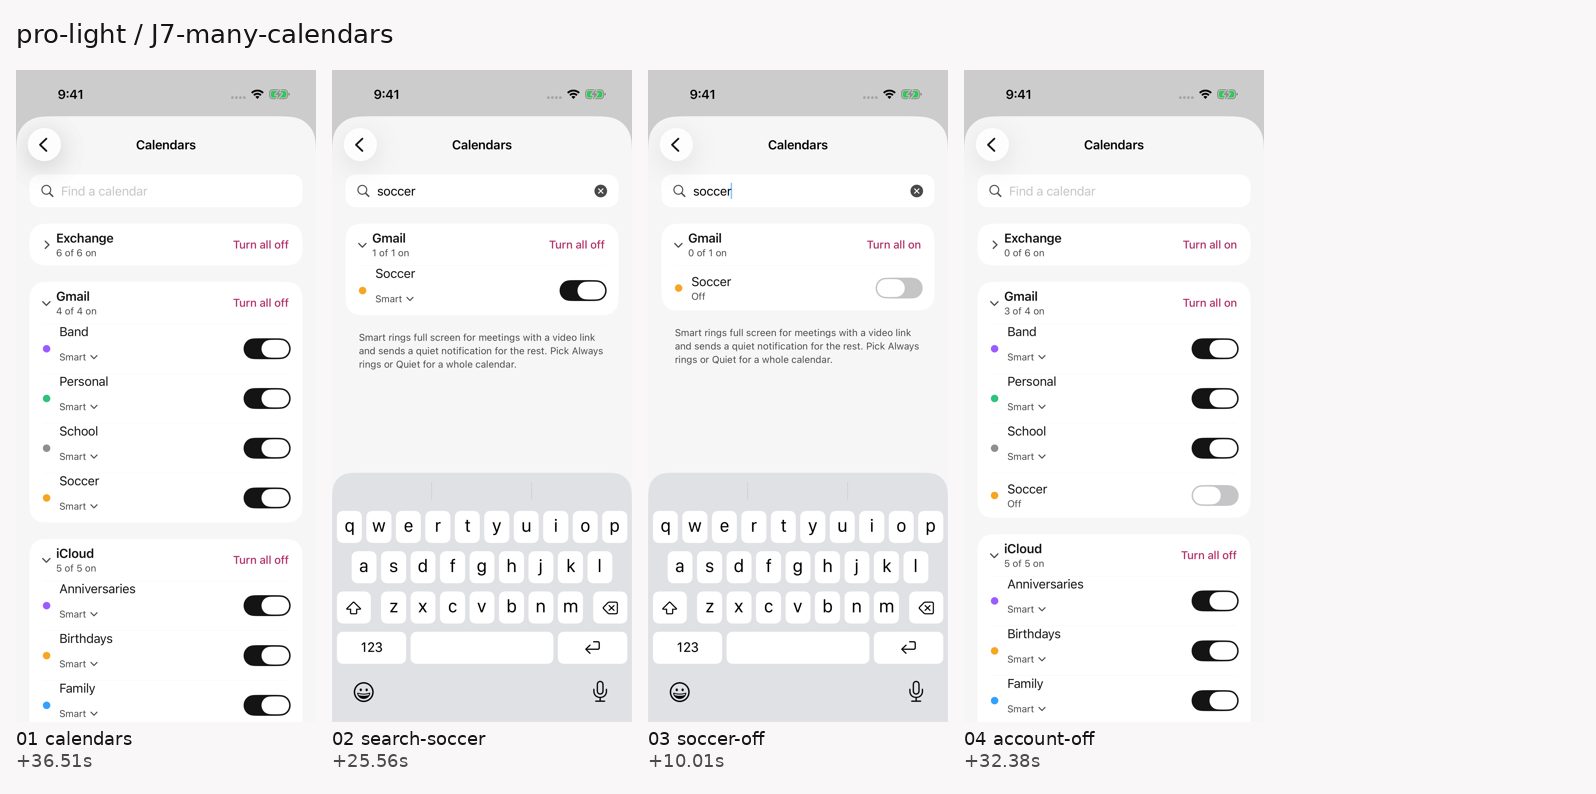 pro-light / J7-many-calendars
9:41
Calendars
Find a calendar
Exchange
6 of 6 on
Turn all off
Gmail
4 of 4 on
Turn all off
Band
Smart
Personal
Smart
School
Smart
Soccer
Smart
iCloud
5 of 5 on
Turn all off
Anniversaries
Smart
Birthdays
Smart
Family
Smart
01 calendars
+36.51s
9:41
Calendars
soccer
Gmail
1 of 1 on
Turn all off
Soccer
Smart
Smart rings full screen for meetings with a video link
and sends a quiet notification for the rest. Pick Always
rings or Quiet for a whole calendar.
q w e r t y u i o p
a s d f g h j k l
z x c v b n m
123
02 search-soccer
+25.56s
9:41
Calendars
soccer
Gmail
0 of 1 on
Turn all on
Soccer
Off
Smart rings full screen for meetings with a video link
and sends a quiet notification for the rest. Pick Always
rings or Quiet for a whole calendar.
q w e r t y u i o p
a s d f g h j k l
z x c v b n m
123
03 soccer-off
+10.01s
9:41
Calendars
Find a calendar
Exchange
0 of 6 on
Turn all on
Gmail
3 of 4 on
Turn all on
Band
Smart
Personal
Smart
School
Smart
Soccer
Off
iCloud
5 of 5 on
Turn all off
Anniversaries
Smart
Birthdays
Smart
Family
Smart
04 account-off
+32.38s